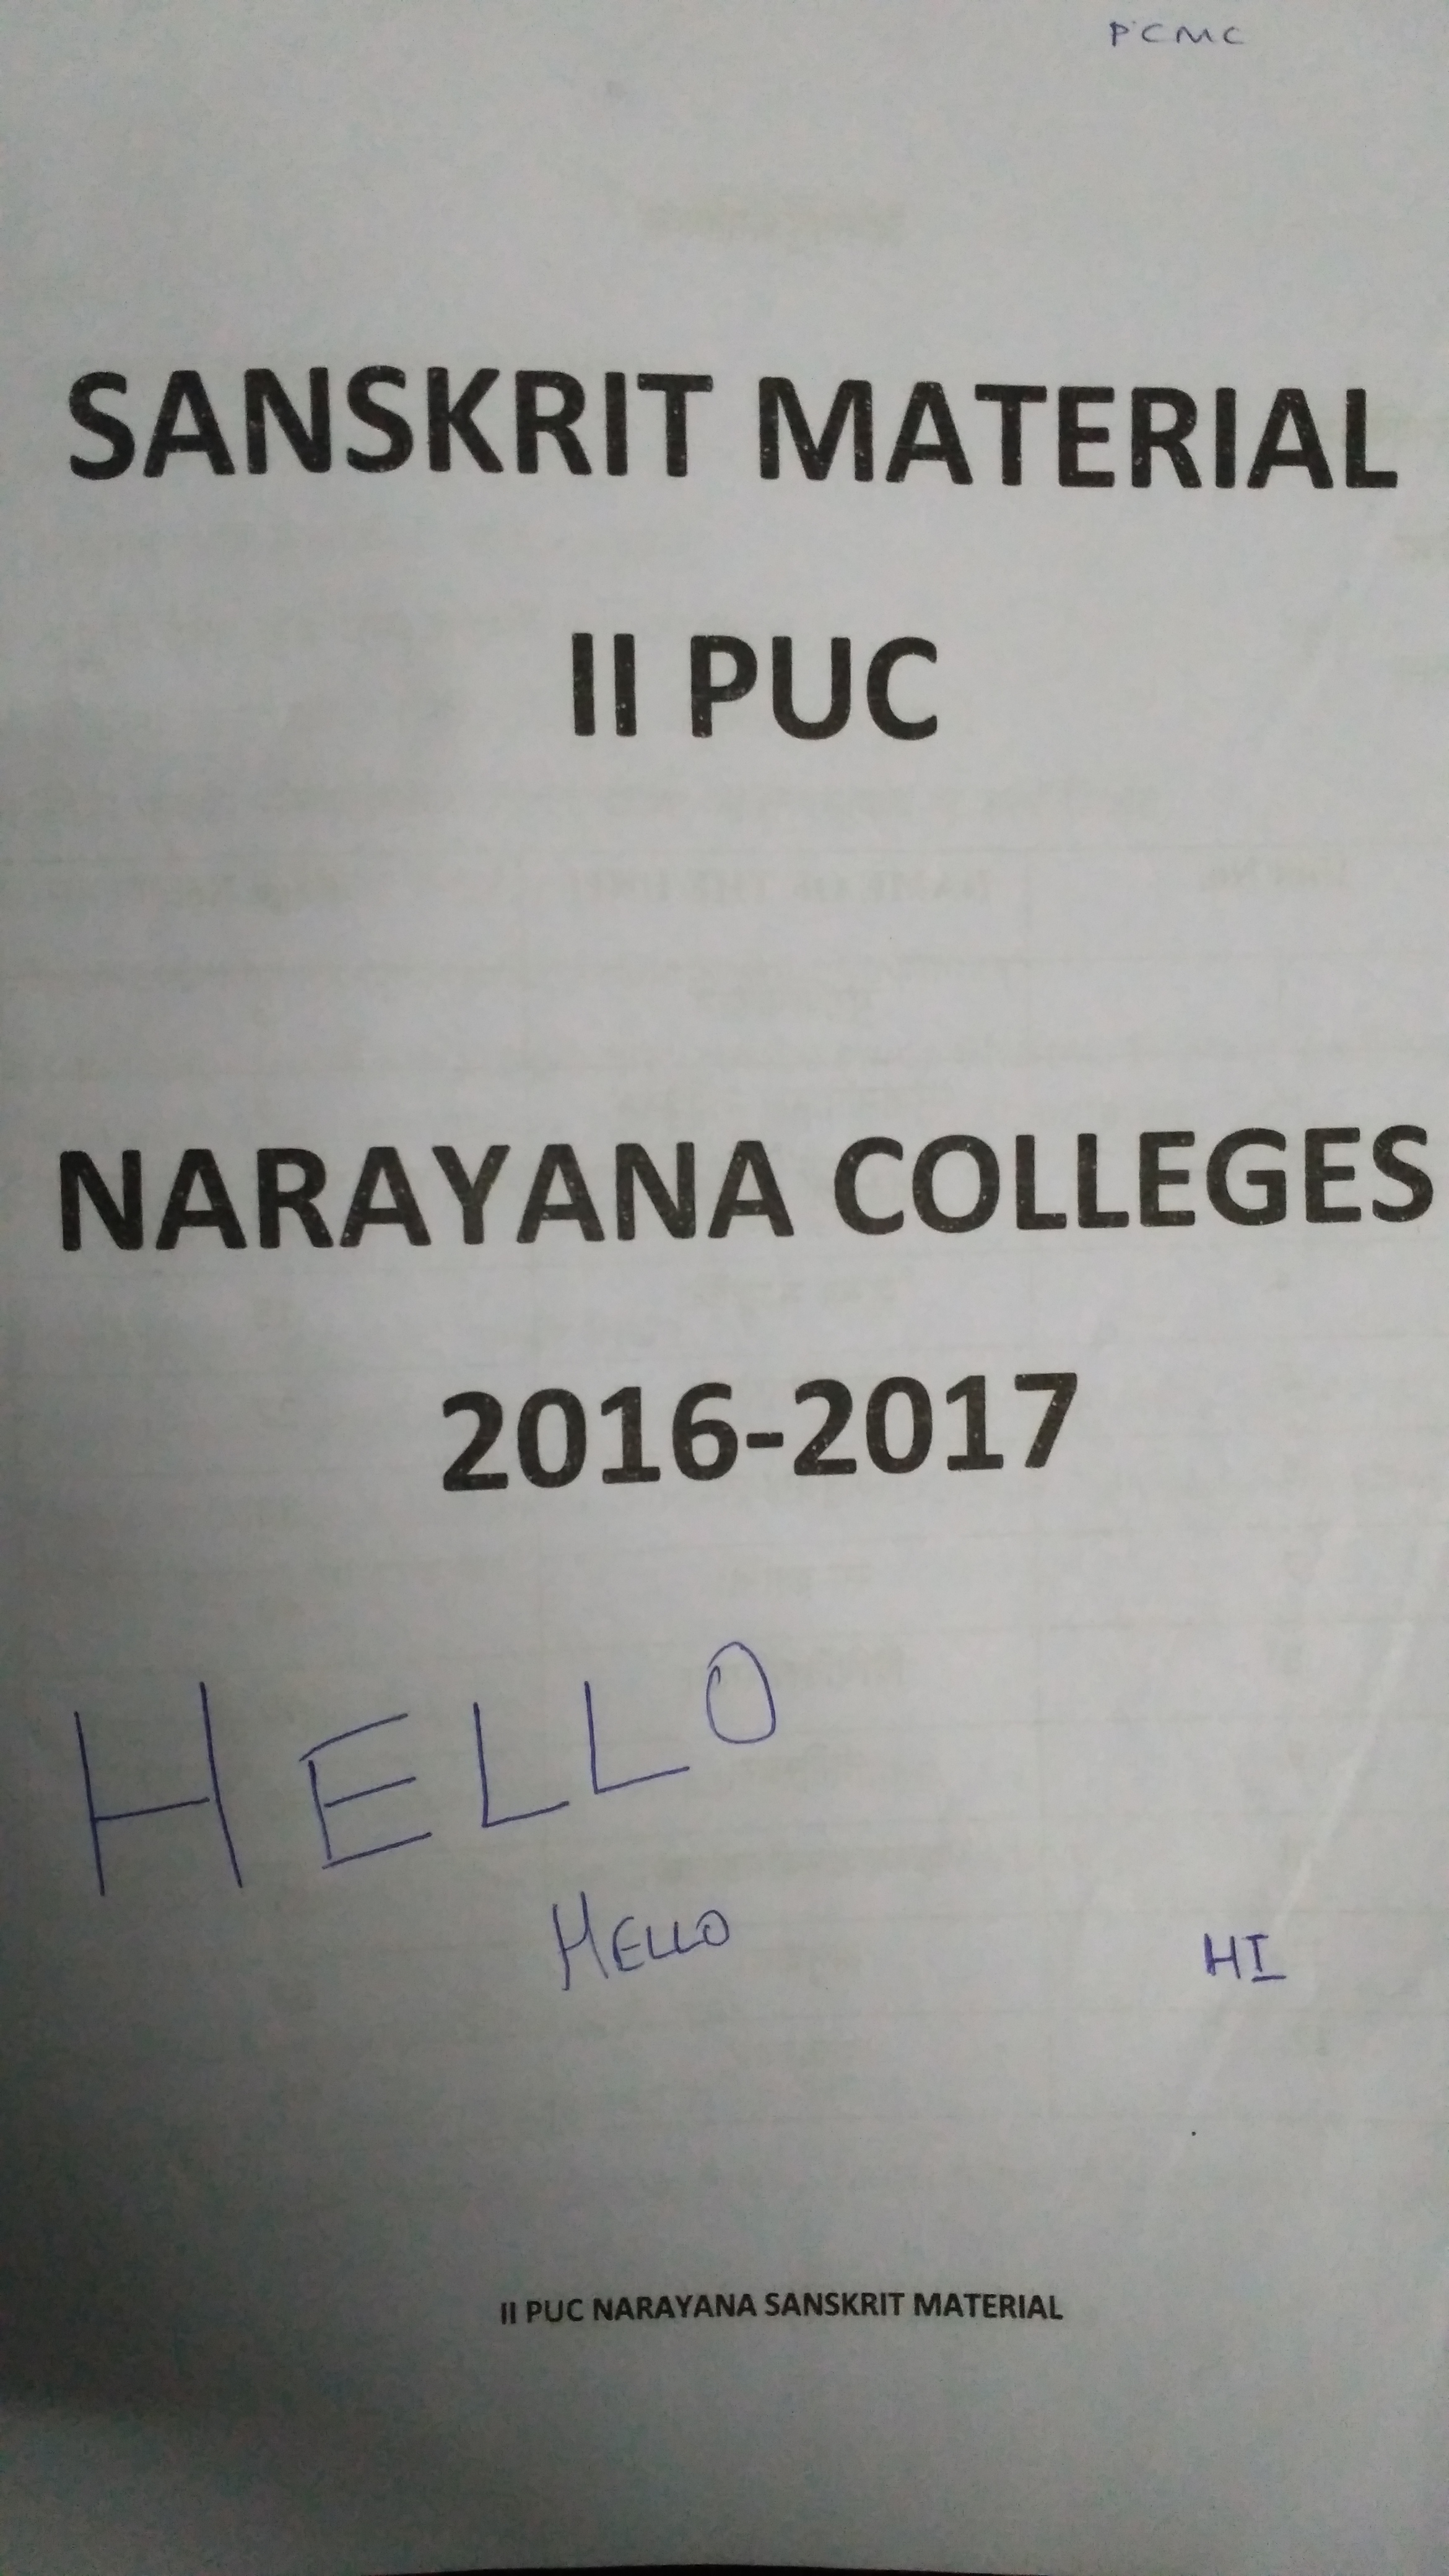 PCMC
SANSKRIT MATERIAL
II PUC
NARAYANA COLLEGES
2016-2017
HELLO
HELLO HI
II PUC NARAYANA SANSKRIT MATERIAL